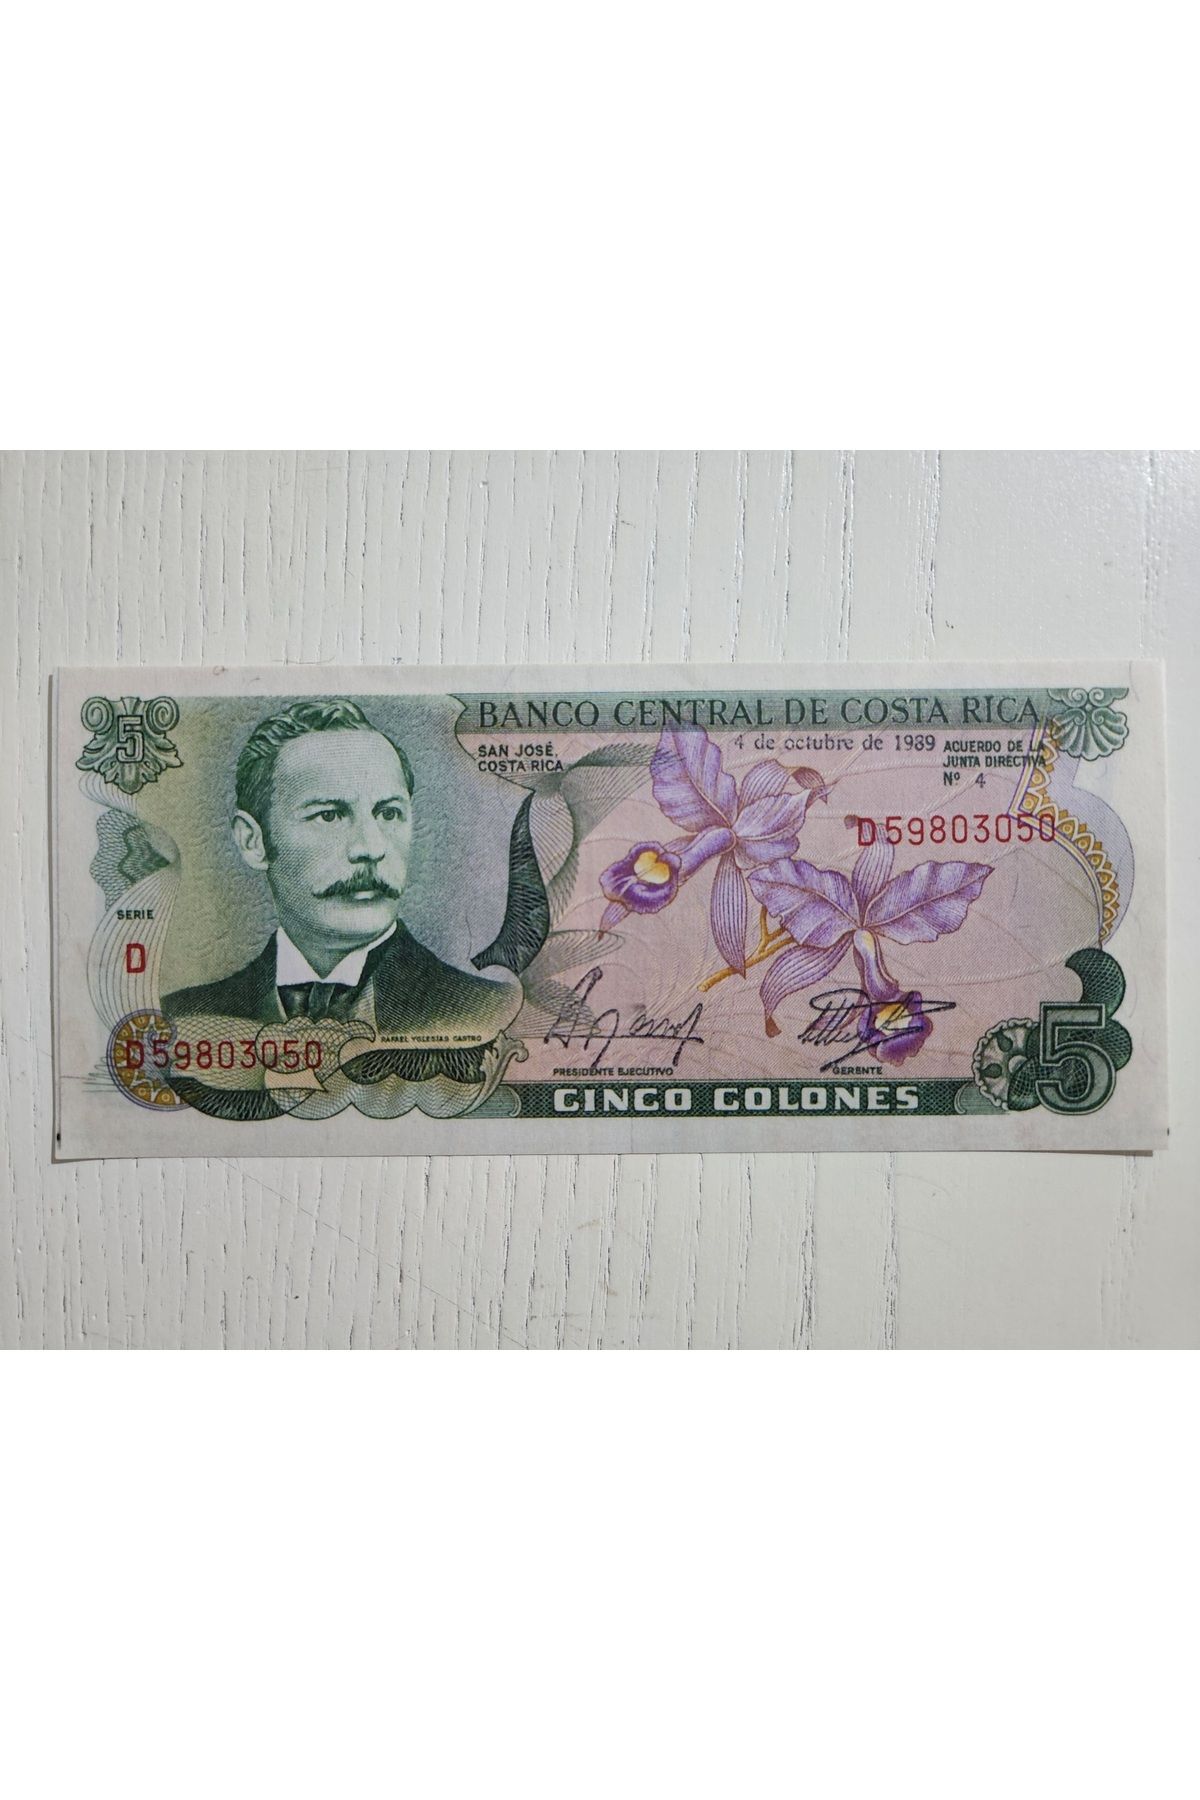 5
BANCO CENTRAL DE COSTA RICA
SAN JOSÉ,
COSTA RICA
4 de octubre de 1989
ACUERDO DE LA
JUNTA DIRECTIVA
Nº 4
D59803050
SERIE
D
D59803050
RAFAEL YGLESIAS CASTRO
PRESIDENTE EJECUTIVO
GERENTE
CINCO COLONES
5